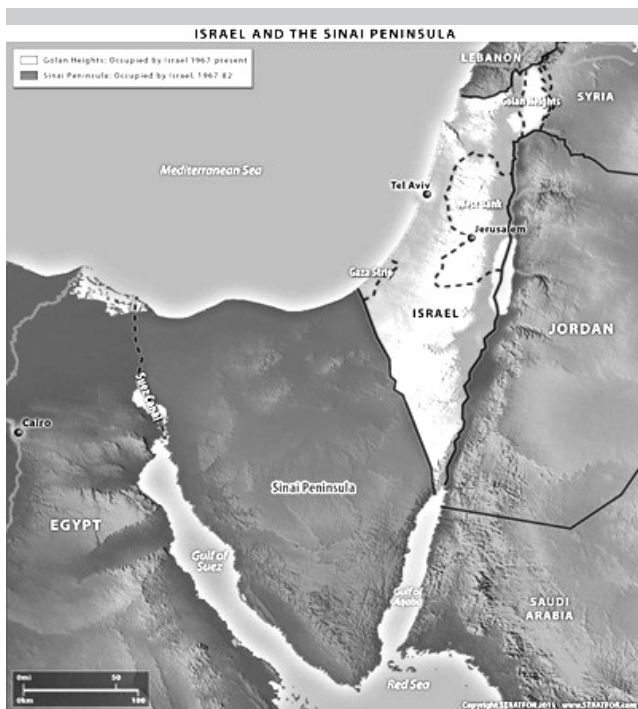 ISRAEL AND THE SINAI PENINSULA
Golan Heights: Occupied by Israel 1967-present
Sinai Peninsula: Occupied by Israel, 1967-82
LEBANON
Golan Heights
SYRIA
Mediterranean Sea
Tel Aviv
West Bank
Jerusalem
Gaza Strip
ISRAEL
JORDAN
Suez Canal
Cairo
Sinai Peninsula
EGYPT
Gulf of
Suez
Gulf of
Aqaba
SAUDI
ARABIA
0mi 50
0km 100
Red Sea
Copyright STRATFOR 2011 www.STRATFOR.com